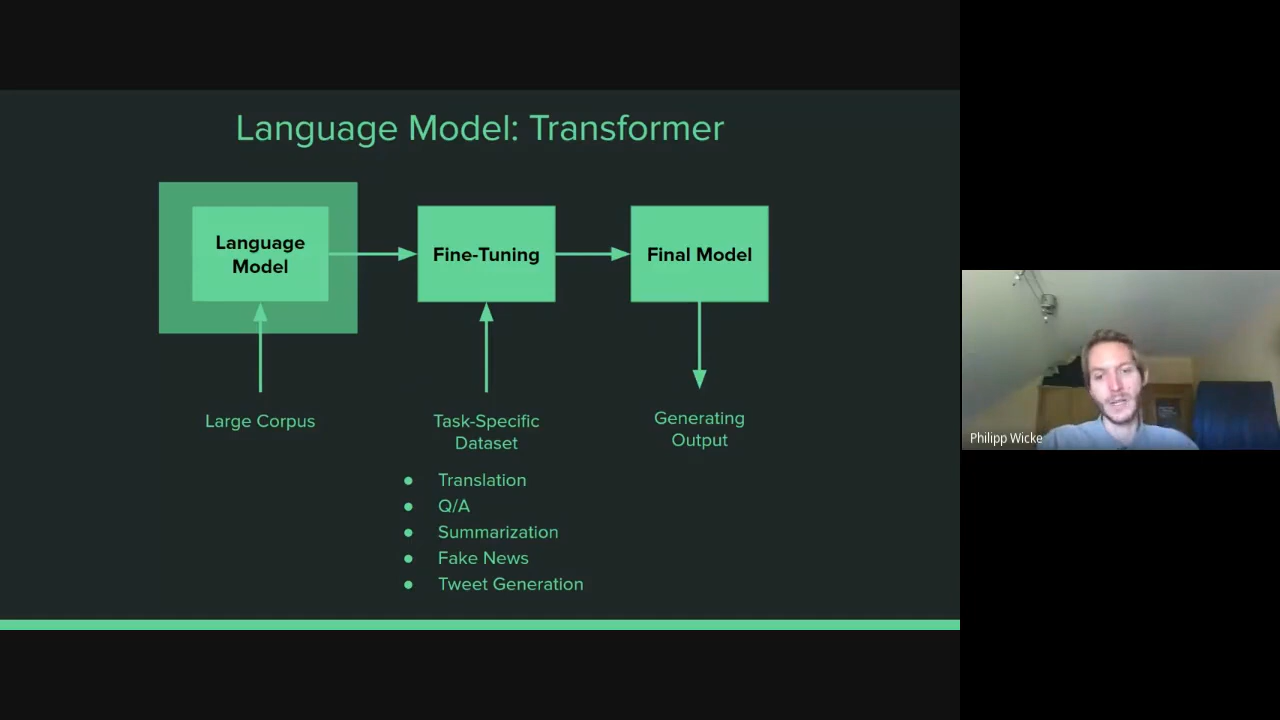 Language Model: Transformer
Language
Model
Fine-Tuning
Final Model
Large Corpus
Task-Specific
Dataset
Generating
Output
● Translation
● Q/A
● Summarization
● Fake News
● Tweet Generation
Philipp Wicke